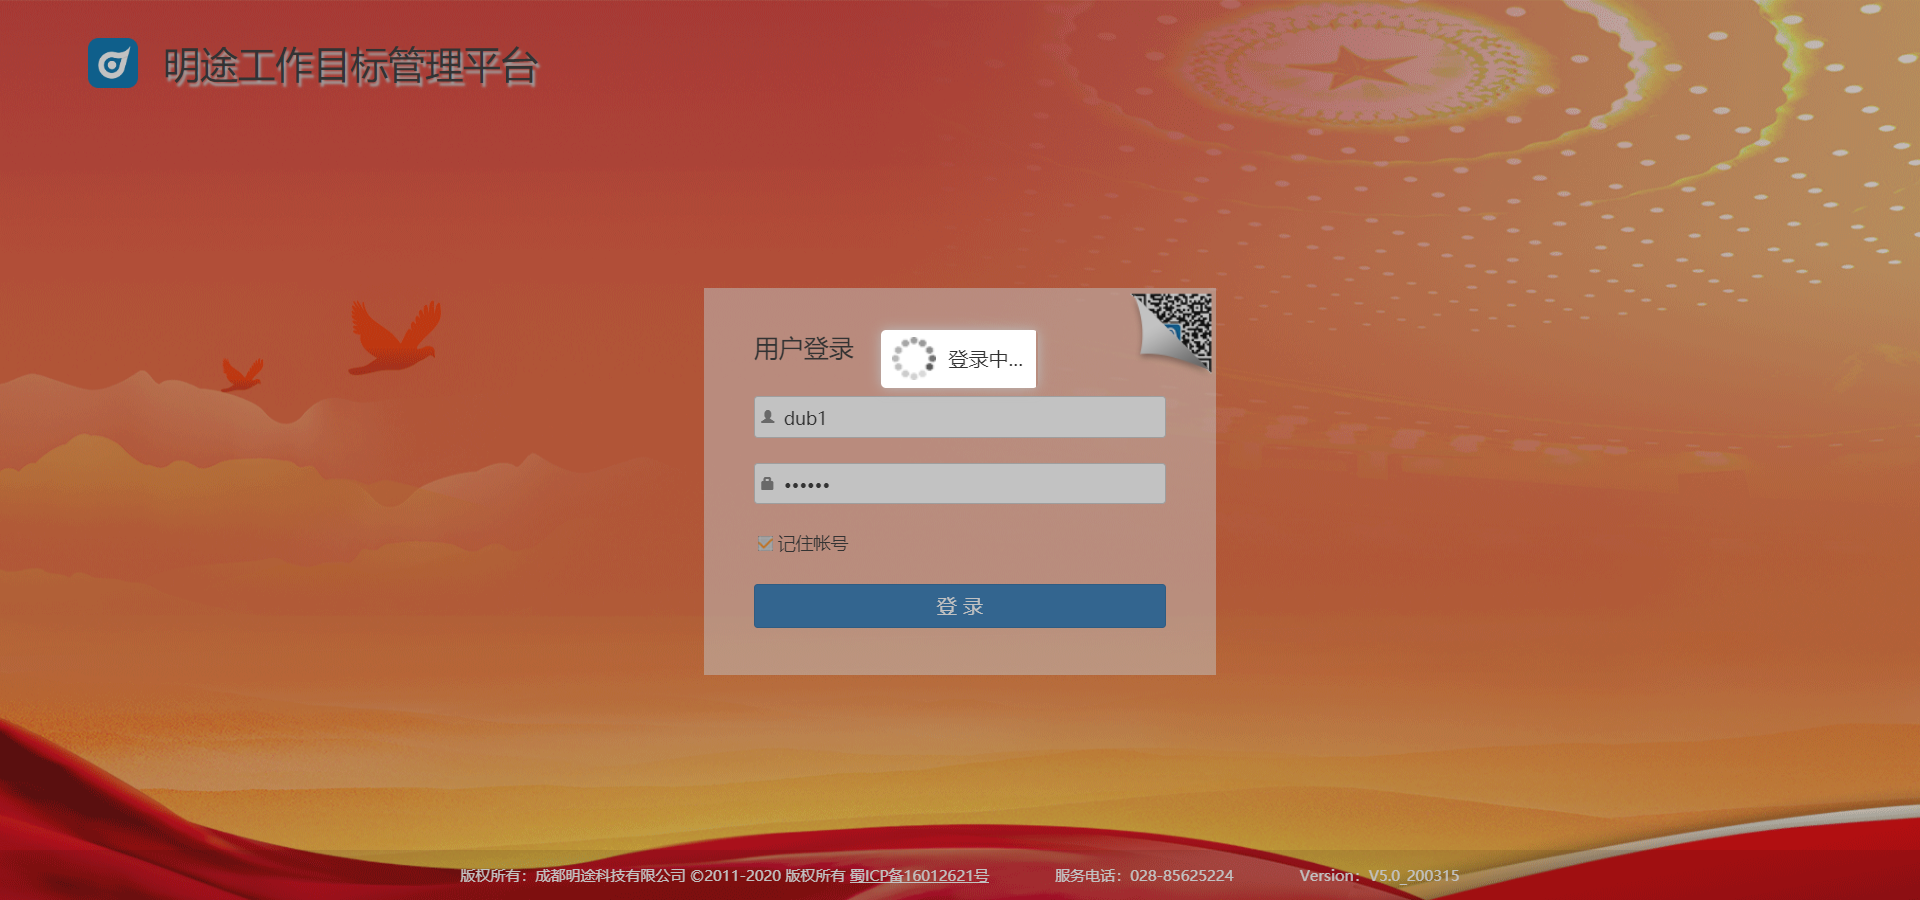 明途工作目标管理平台
用户登录
登录中...
dub1
••••••
记住帐号
登 录
版权所有：成都明途科技有限公司 ©2011-2020 版权所有 蜀ICP备16012621号 服务电话：028-85625224 Version：V5.0_200315